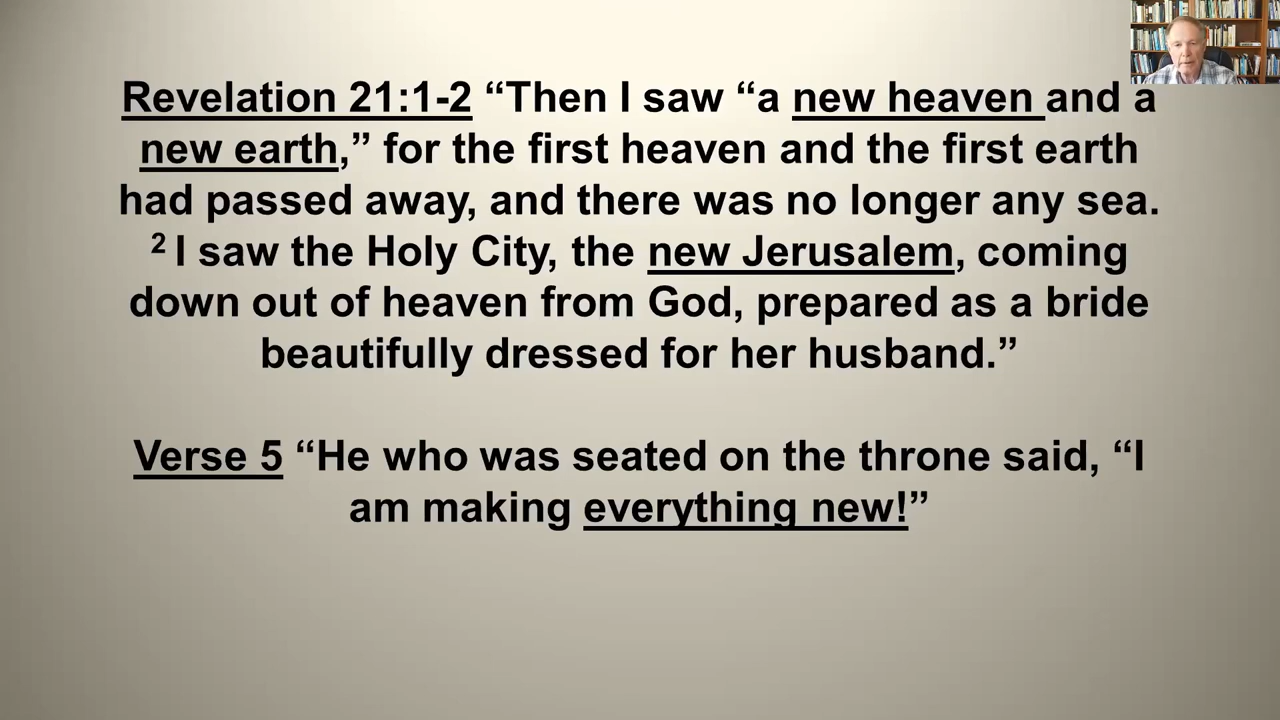 Revelation 21:1-2 “Then I saw “a new heaven and a
new earth,” for the first heaven and the first earth
had passed away, and there was no longer any sea.
² I saw the Holy City, the new Jerusalem, coming
down out of heaven from God, prepared as a bride
beautifully dressed for her husband.”
Verse 5 “He who was seated on the throne said, “I
am making everything new!”